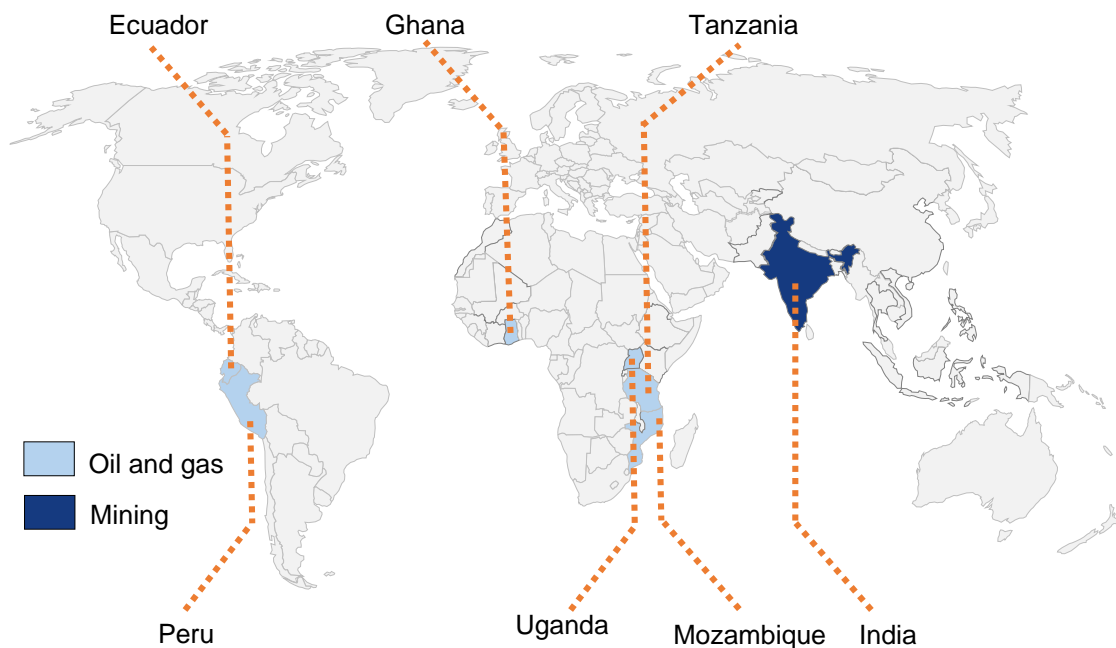 Ecuador
Ghana
Tanzania
Oil and gas
Mining
Peru
Uganda
Mozambique
India